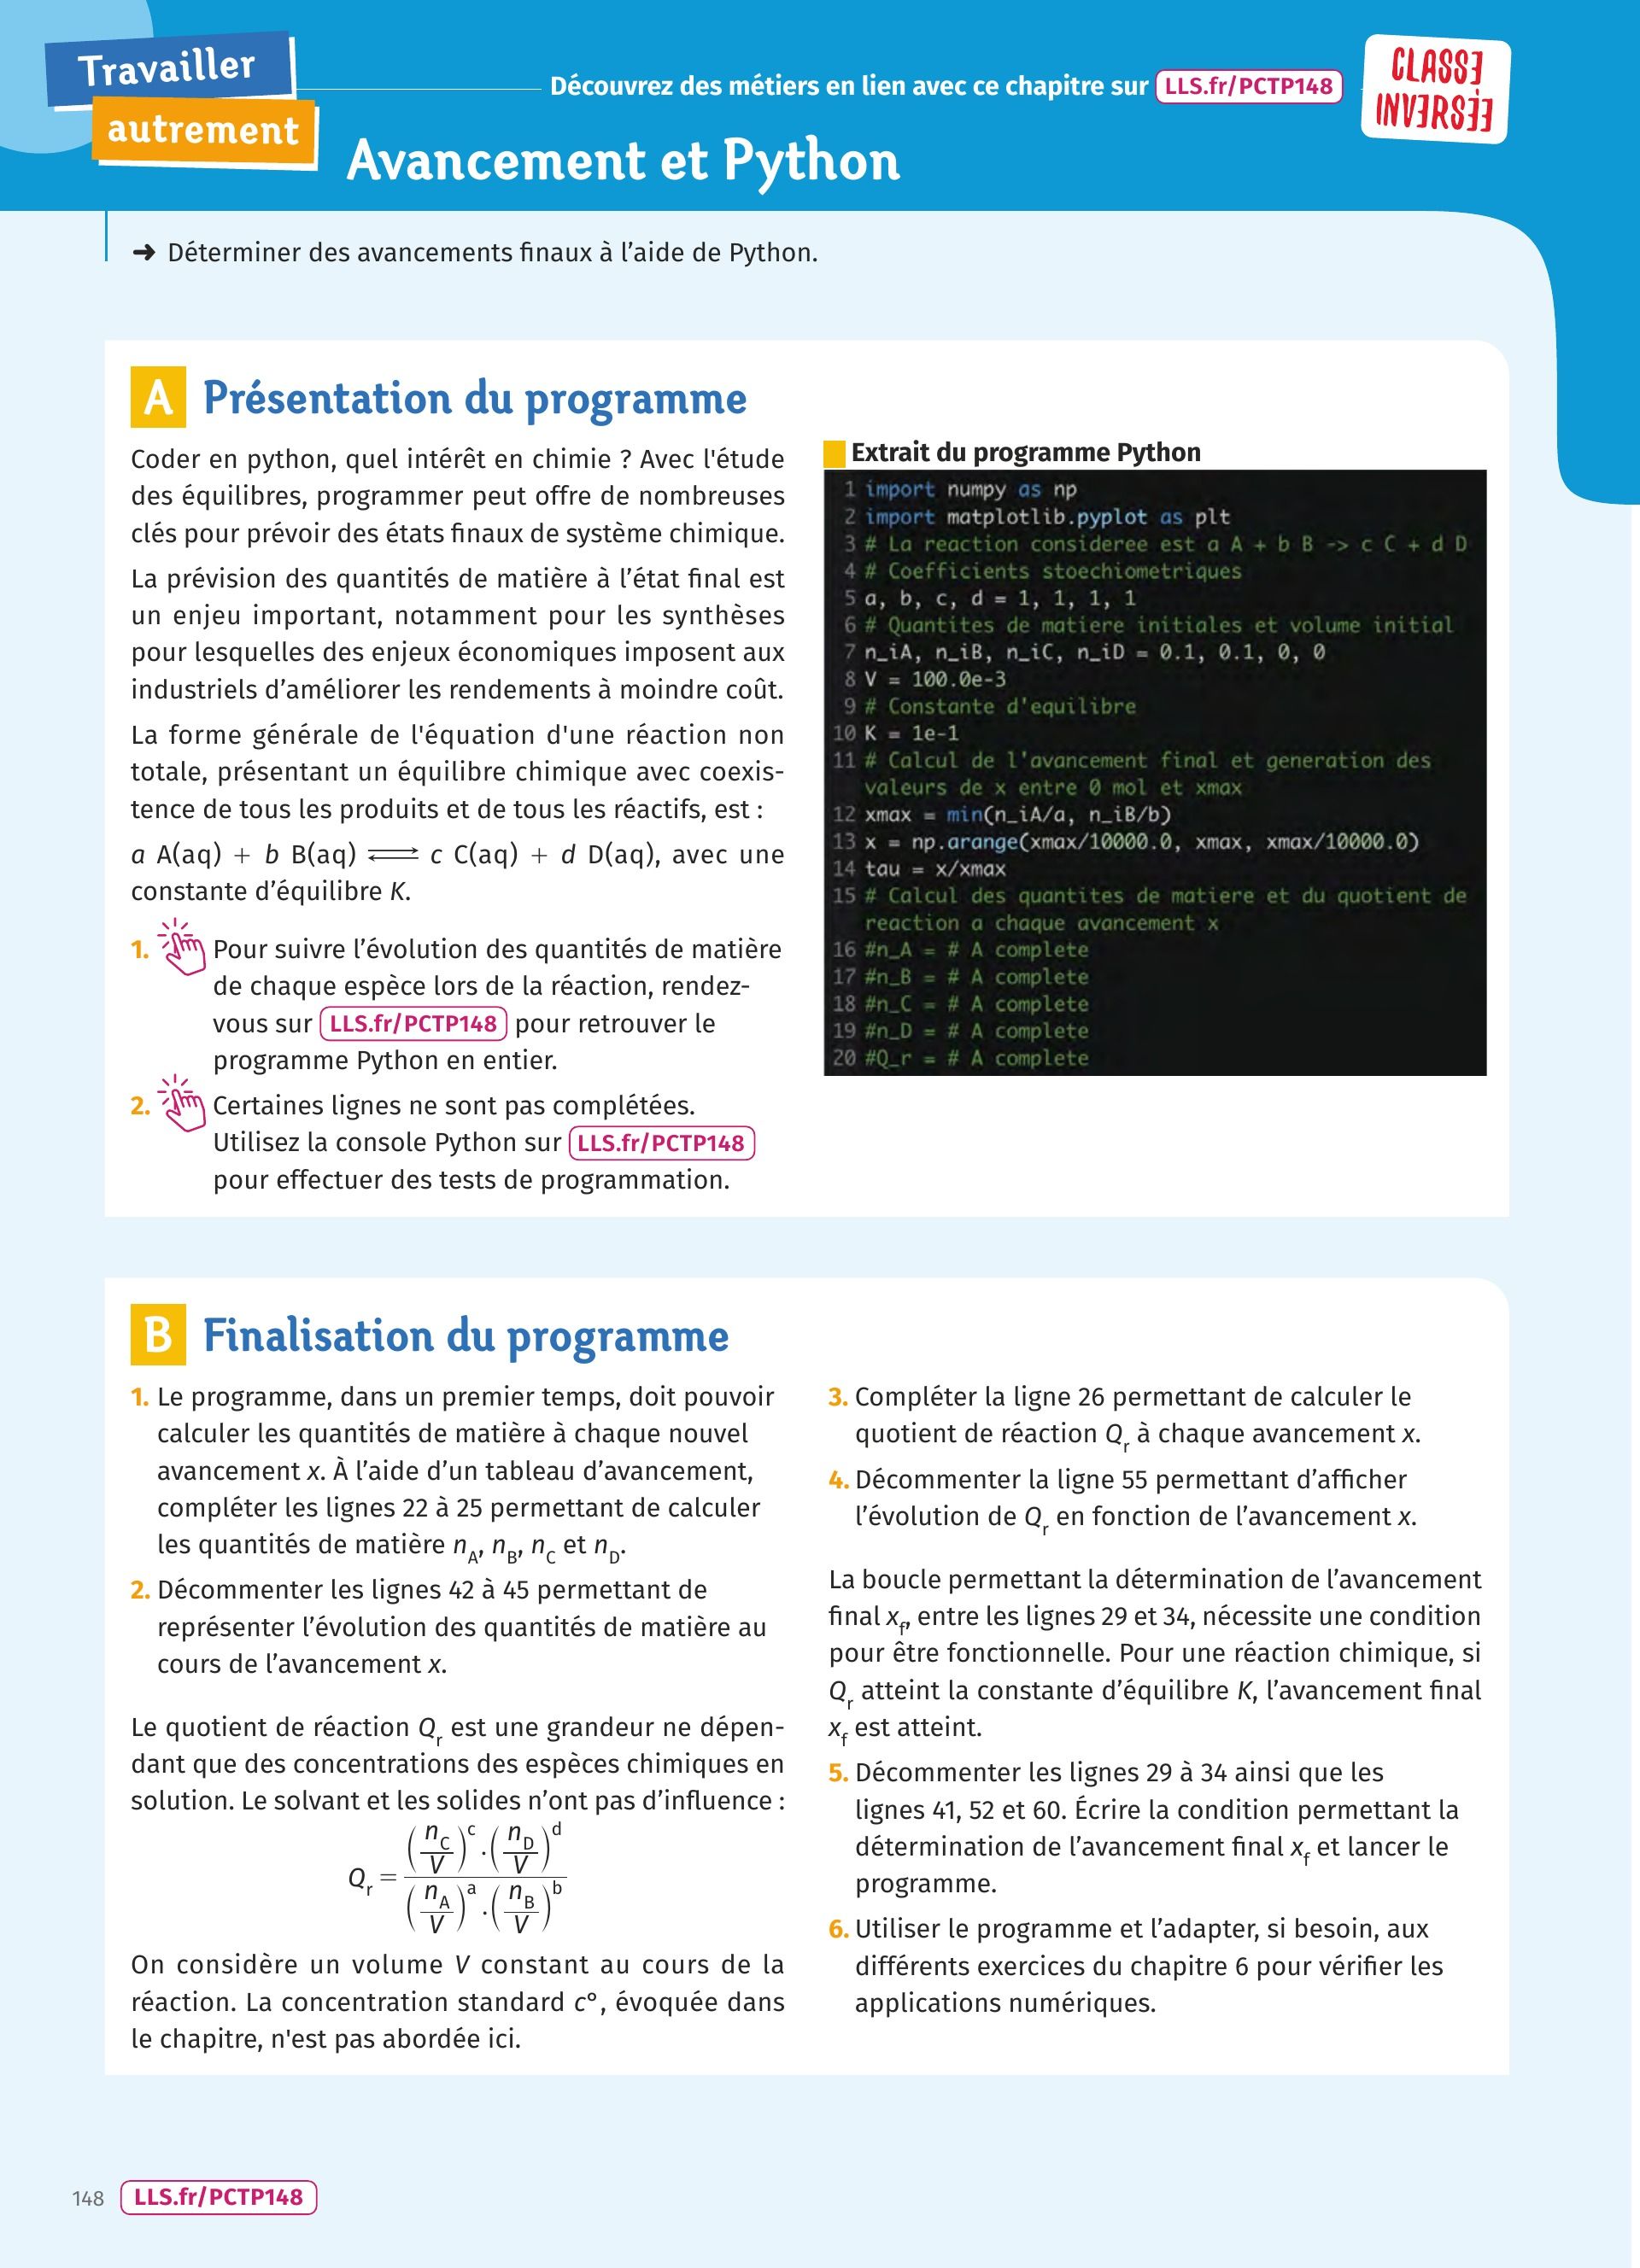 Travailler
autrement
Découvrez des métiers en lien avec ce chapitre sur LLS.fr/PCTP148
CLASSE
INVERSÉE
Avancement et Python
➜ Déterminer des avancements finaux à l’aide de Python.
A Présentation du programme
Coder en python, quel intérêt en chimie ? Avec l'étude
des équilibres, programmer peut offre de nombreuses
clés pour prévoir des états finaux de système chimique.
La prévision des quantités de matière à l’état final est
un enjeu important, notamment pour les synthèses
pour lesquelles des enjeux économiques imposent aux
industriels d’améliorer les rendements à moindre coût.
La forme générale de l'équation d'une réaction non
totale, présentant un équilibre chimique avec coexis-
tence de tous les produits et de tous les réactifs, est :
a A(aq) + b B(aq) ⇌ c C(aq) + d D(aq), avec une
constante d’équilibre K.
1. Pour suivre l’évolution des quantités de matière
de chaque espèce lors de la réaction, rendez-
vous sur LLS.fr/PCTP148 pour retrouver le
programme Python en entier.
2. Certaines lignes ne sont pas complétées.
Utilisez la console Python sur LLS.fr/PCTP148
pour effectuer des tests de programmation.
Extrait du programme Python
1 import numpy as np
2 import matplotlib.pyplot as plt
3 # La reaction consideree est a A + b B -> c C + d D
4 # Coefficients stoechiometriques
5 a, b, c, d = 1, 1, 1, 1
6 # Quantites de matiere initiales et volume initial
7 n_iA, n_iB, n_iC, n_iD = 0.1, 0.1, 0, 0
8 V = 100.0e-3
9 # Constante d'equilibre
10 K = 1e-1
11 # Calcul de l'avancement final et generation des
valeurs de x entre 0 mol et xmax
12 xmax = min(n_iA/a, n_iB/b)
13 x = np.arange(xmax/10000.0, xmax, xmax/10000.0)
14 tau = x/xmax
15 # Calcul des quantites de matiere et du quotient de
reaction a chaque avancement x
16 #n_A = # A complete
17 #n_B = # A complete
18 #n_C = # A complete
19 #n_D = # A complete
20 #Q_r = # A complete
B Finalisation du programme
1. Le programme, dans un premier temps, doit pouvoir
calculer les quantités de matière à chaque nouvel
avancement x. À l’aide d’un tableau d’avancement,
compléter les lignes 22 à 25 permettant de calculer
les quantités de matière n_A, n_B, n_C et n_D.
2. Décommenter les lignes 42 à 45 permettant de
représenter l’évolution des quantités de matière au
cours de l’avancement x.
Le quotient de réaction Q_r est une grandeur ne dépen-
dant que des concentrations des espèces chimiques en
solution. Le solvant et les solides n’ont pas d’influence :
Q_r = ((n_C/V)^c · (n_D/V)^d) / ((n_A/V)^a · (n_B/V)^b)
On considère un volume V constant au cours de la
réaction. La concentration standard c°, évoquée dans
le chapitre, n'est pas abordée ici.
3. Compléter la ligne 26 permettant de calculer le
quotient de réaction Q_r à chaque avancement x.
4. Décommenter la ligne 55 permettant d’afficher
l’évolution de Q_r en fonction de l’avancement x.
La boucle permettant la détermination de l’avancement
final x_f, entre les lignes 29 et 34, nécessite une condition
pour être fonctionnelle. Pour une réaction chimique, si
Q_r atteint la constante d’équilibre K, l’avancement final
x_f est atteint.
5. Décommenter les lignes 29 à 34 ainsi que les
lignes 41, 52 et 60. Écrire la condition permettant la
détermination de l’avancement final x_f et lancer le
programme.
6. Utiliser le programme et l’adapter, si besoin, aux
différents exercices du chapitre 6 pour vérifier les
applications numériques.
148 LLS.fr/PCTP148